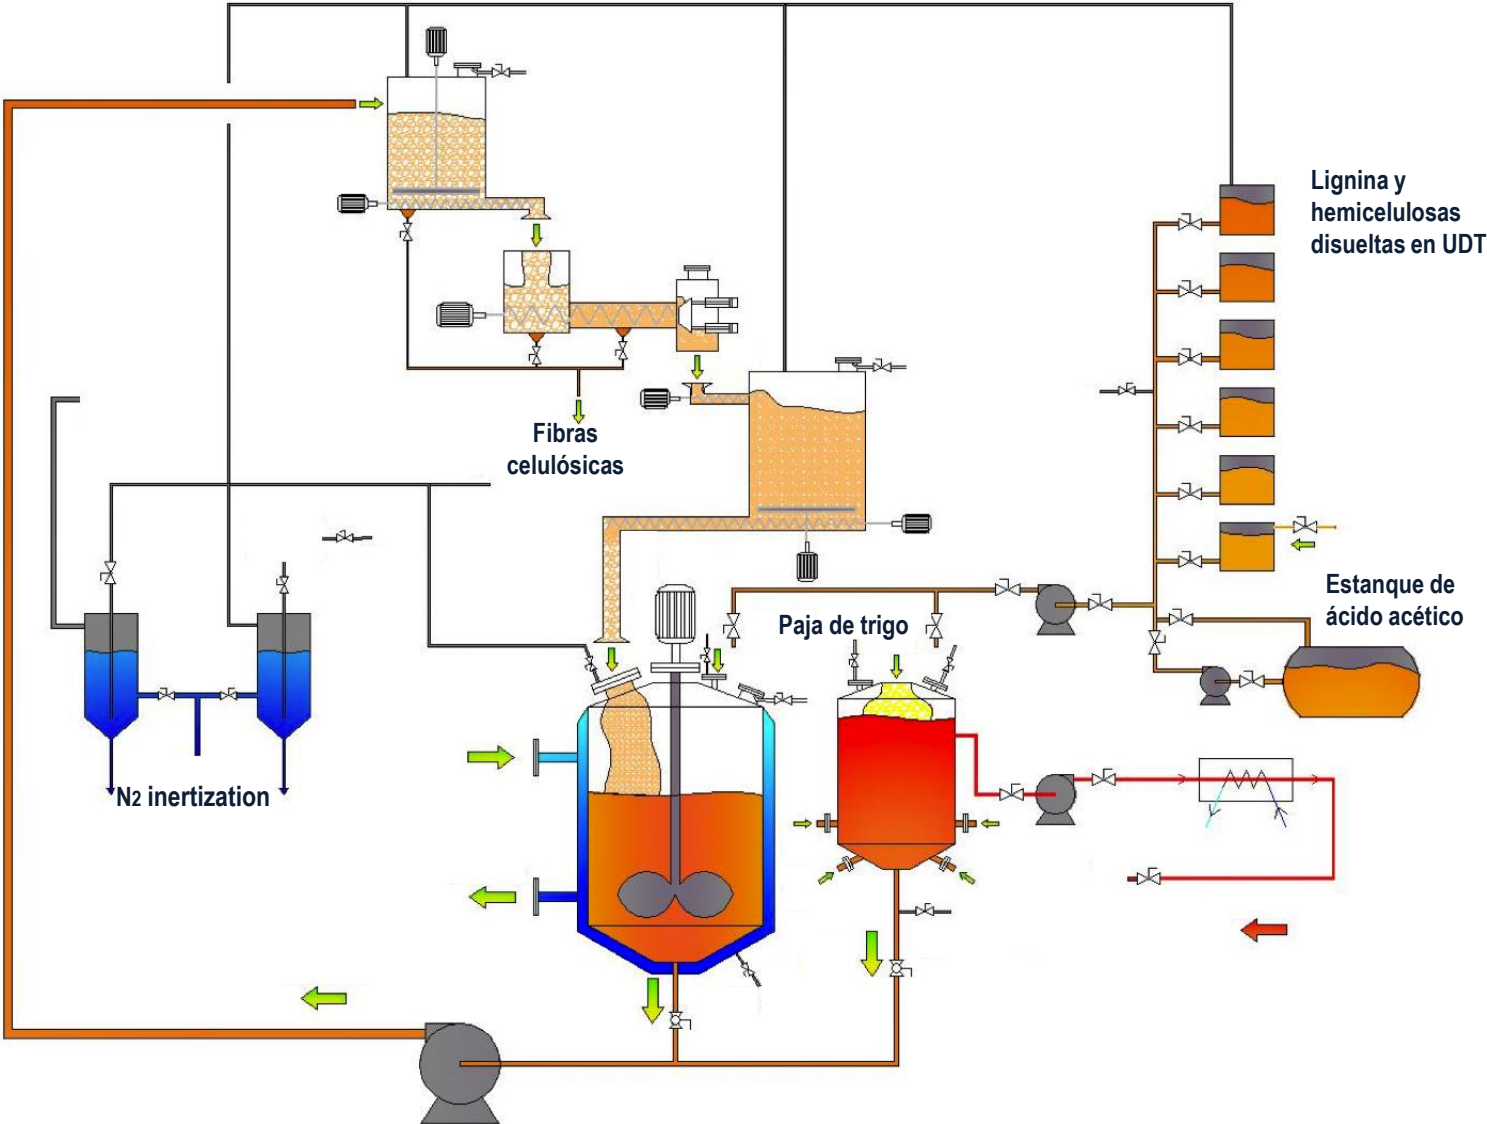 Lignina y
hemicelulosas
disueltas en UDT
Fibras
celulósicas
Estanque de
ácido acético
Paja de trigo
N2 inertization